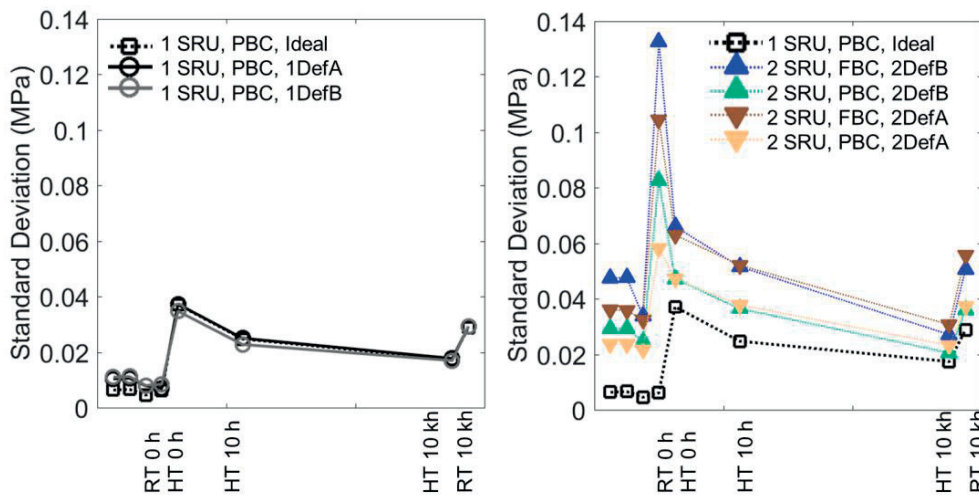 Standard Deviation (MPa)
0.14
0.12
0.1
0.08
0.06
0.04
0.02
0
1 SRU, PBC, Ideal
1 SRU, PBC, 1DefA
1 SRU, PBC, 1DefB
RT 0 h
HT 0 h
HT 10 h
HT 10 kh
RT 10 kh
Standard Deviation (MPa)
0.14
0.12
0.1
0.08
0.06
0.04
0.02
0
1 SRU, PBC, Ideal
2 SRU, FBC, 2DefB
2 SRU, PBC, 2DefB
2 SRU, FBC, 2DefA
2 SRU, PBC, 2DefA
RT 0 h
HT 0 h
HT 10 h
HT 10 kh
RT 10 kh